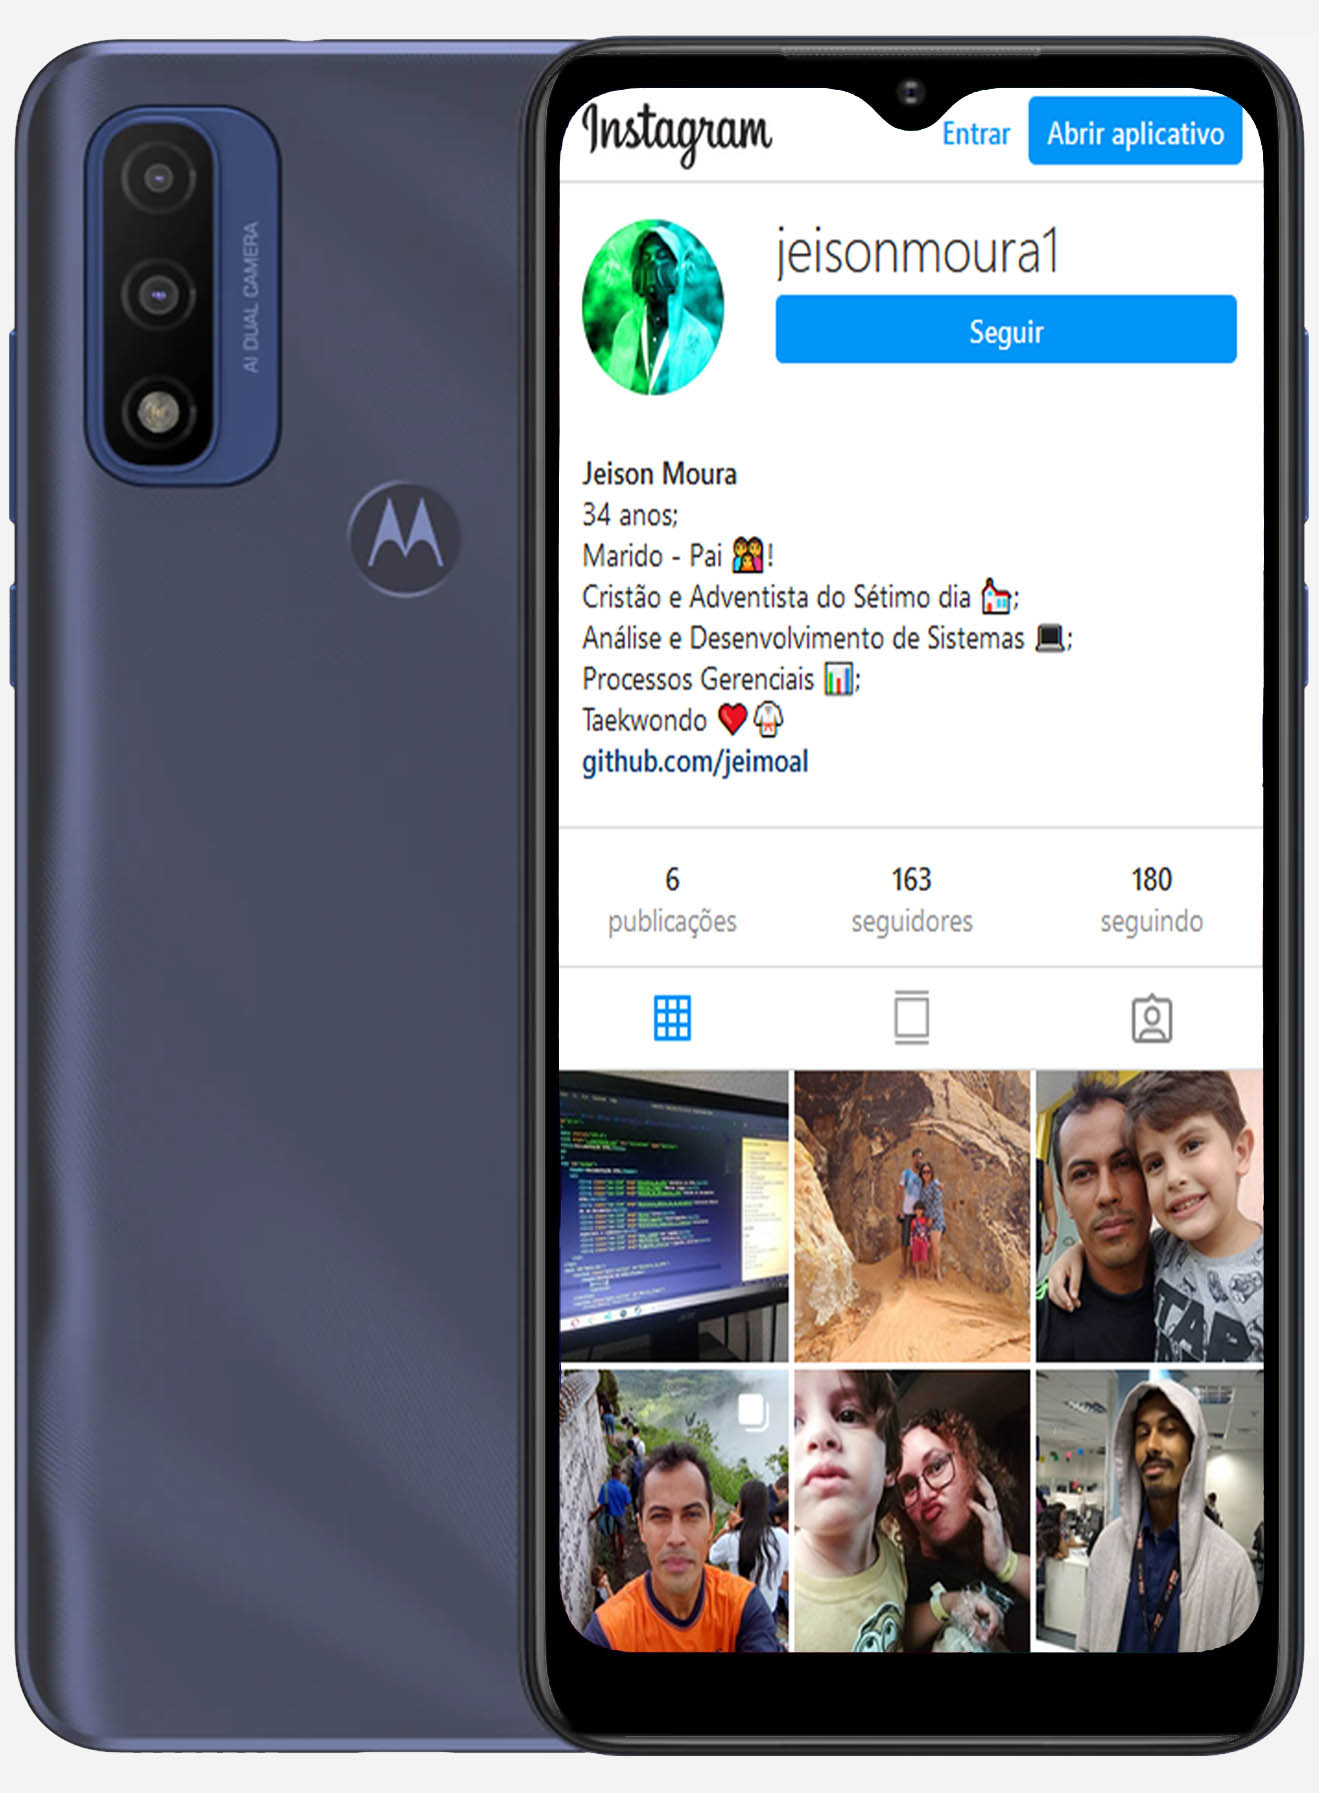 AI DUAL CAMERA
Instagram
Entrar
Abrir aplicativo
jeisonmoura1
Seguir
Jeison Moura
34 anos;
Marido - Pai 👨‍👩‍👦!
Cristão e Adventista do Sétimo dia ⛪;
Análise e Desenvolvimento de Sistemas 💻;
Processos Gerenciais 📊;
Taekwondo ❤️🥋
github.com/jeimoal
6 163 180
publicações seguidores seguindo
TAR